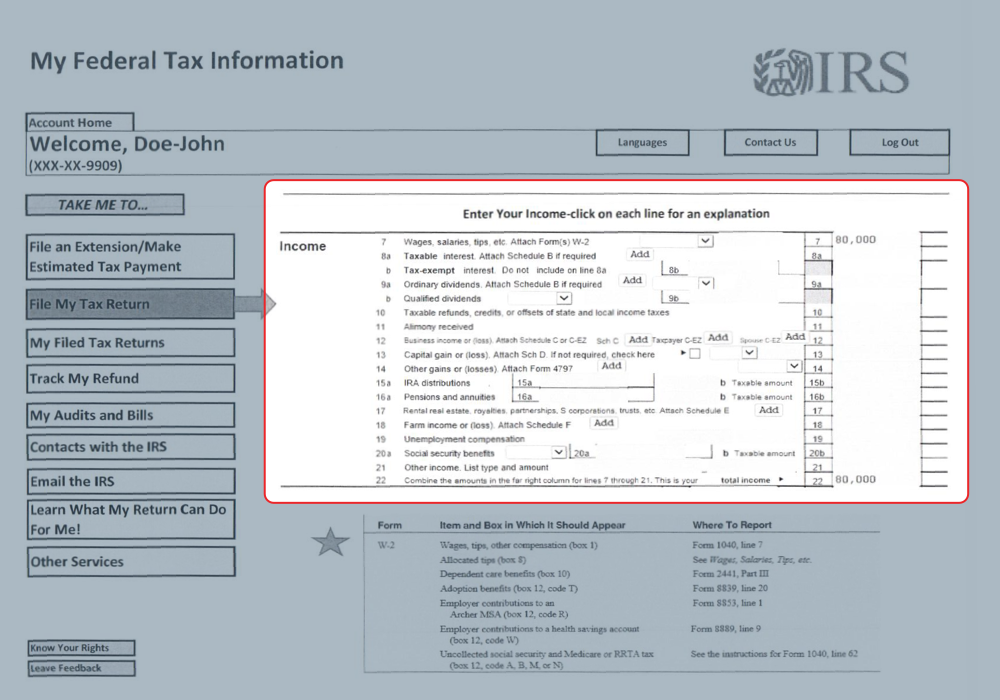 My Federal Tax Information
IRS
Account Home
Welcome, Doe-John
(XXX-XX-9909)
Languages
Contact Us
Log Out
TAKE ME TO...
File an Extension/Make
Estimated Tax Payment
File My Tax Return
My Filed Tax Returns
Track My Refund
My Audits and Bills
Contacts with the IRS
Email the IRS
Learn What My Return Can Do
For Me!
Other Services
Know Your Rights
Leave Feedback
Enter Your Income-click on each line for an explanation
Income
7 Wages, salaries, tips, etc. Attach Form(s) W-2 7 80,000
8a Taxable interest. Attach Schedule B if required Add 8a
b Tax-exempt interest. Do not include on line 8a 8b
9a Ordinary dividends. Attach Schedule B if required Add 9a
b Qualified dividends 9b
10 Taxable refunds, credits, or offsets of state and local income taxes 10
11 Alimony received 11
12 Business income or (loss). Attach Schedule C or C-EZ Sch C Add Taxpayer C-EZ Add Spouse C-EZ Add 12
13 Capital gain or (loss). Attach Sch D. If not required, check here 13
14 Other gains or (losses). Attach Form 4797 Add 14
15a IRA distributions 15a b Taxable amount 15b
16a Pensions and annuities 16a b Taxable amount 16b
17 Rental real estate, royalties, partnerships, S corporations, trusts, etc. Attach Schedule E Add 17
18 Farm income or (loss). Attach Schedule F Add 18
19 Unemployment compensation 19
20a Social security benefits 20a b Taxable amount 20b
21 Other income. List type and amount 21
22 Combine the amounts in the far right column for lines 7 through 21. This is your total income 22 80,000
Form Item and Box in Which It Should Appear Where To Report
W-2 Wages, tips, other compensation (box 1) Form 1040, line 7
Allocated tips (box 8) See Wages, Salaries, Tips, etc.
Dependent care benefits (box 10) Form 2441, Part III
Adoption benefits (box 12, code T) Form 8839, line 20
Employer contributions to an Form 8853, line 1
Archer MSA (box 12, code R)
Employer contributions to a health savings account Form 8889, line 9
(box 12, code W)
Uncollected social security and Medicare or RRTA tax See the instructions for Form 1040, line 62
(box 12, code A, B, M, or N)